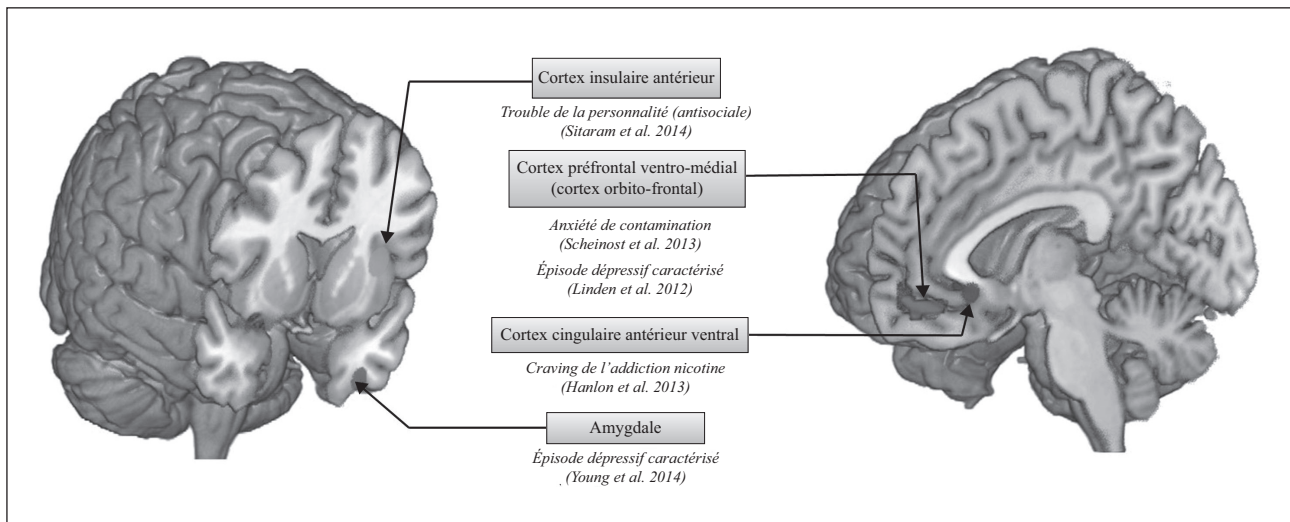 Cortex insulaire antérieur
Trouble de la personnalité (antisociale)
(Sitaram et al. 2014)
Cortex préfrontal ventro-médial
(cortex orbito-frontal)
Anxiété de contamination
(Scheinost et al. 2013)
Épisode dépressif caractérisé
(Linden et al. 2012)
Cortex cingulaire antérieur ventral
Craving de l’addiction nicotine
(Hanlon et al. 2013)
Amygdale
Épisode dépressif caractérisé
(Young et al. 2014)